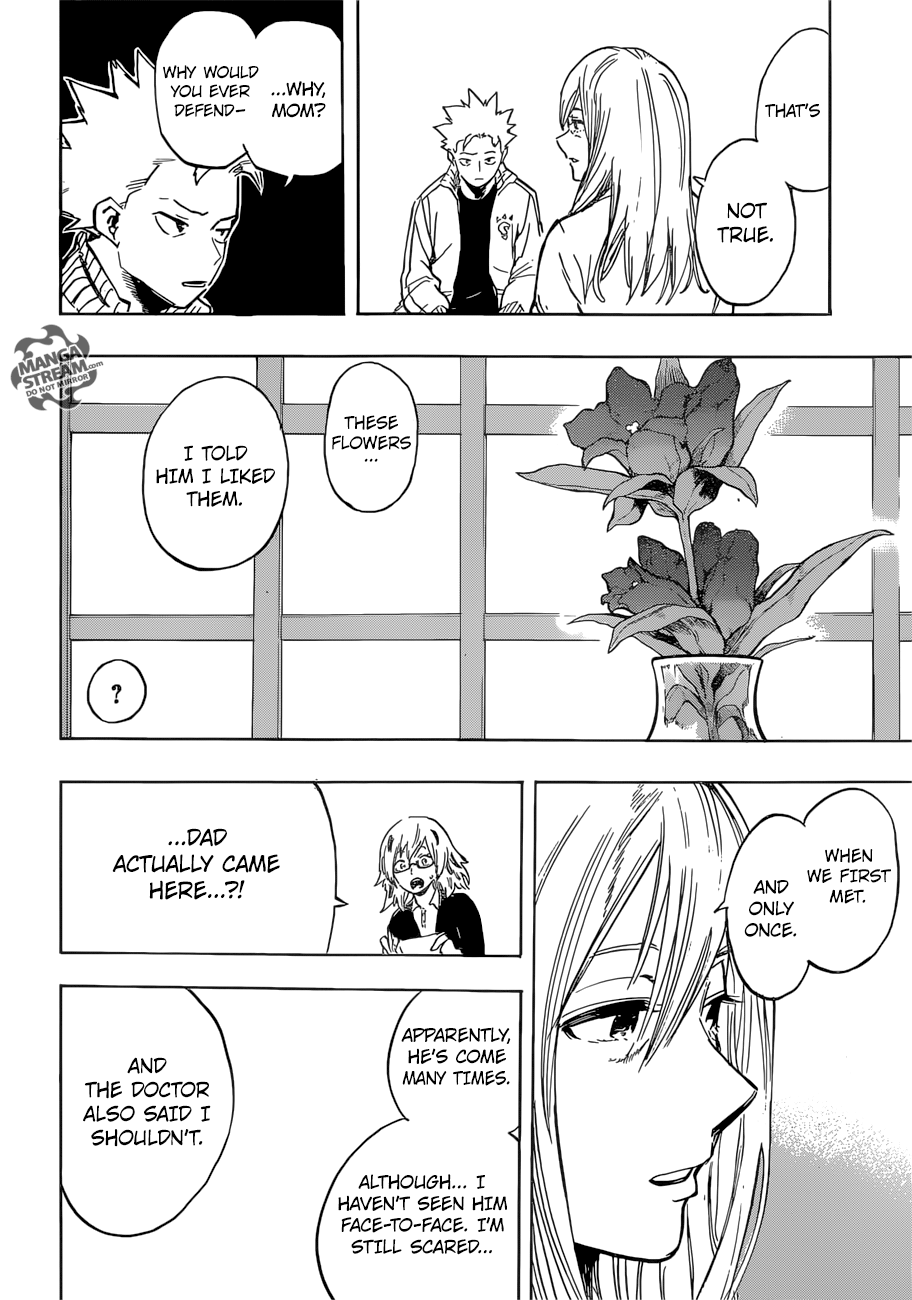 THAT'S
NOT
TRUE.
...WHY,
MOM?
WHY WOULD
YOU EVER
DEFEND-
MANGA
STREAM.com
DO NOT MIRROR
THESE
FLOWERS
...
I TOLD
HIM I LIKED
THEM.
?
WHEN
WE FIRST
MET.
AND
ONLY
ONCE.
...DAD
ACTUALLY CAME
HERE...?!
APPARENTLY,
HE'S COME
MANY TIMES.
ALTHOUGH... I
HAVEN'T SEEN HIM
FACE-TO-FACE. I'M
STILL SCARED...
AND
THE DOCTOR
ALSO SAID I
SHOULDN'T.